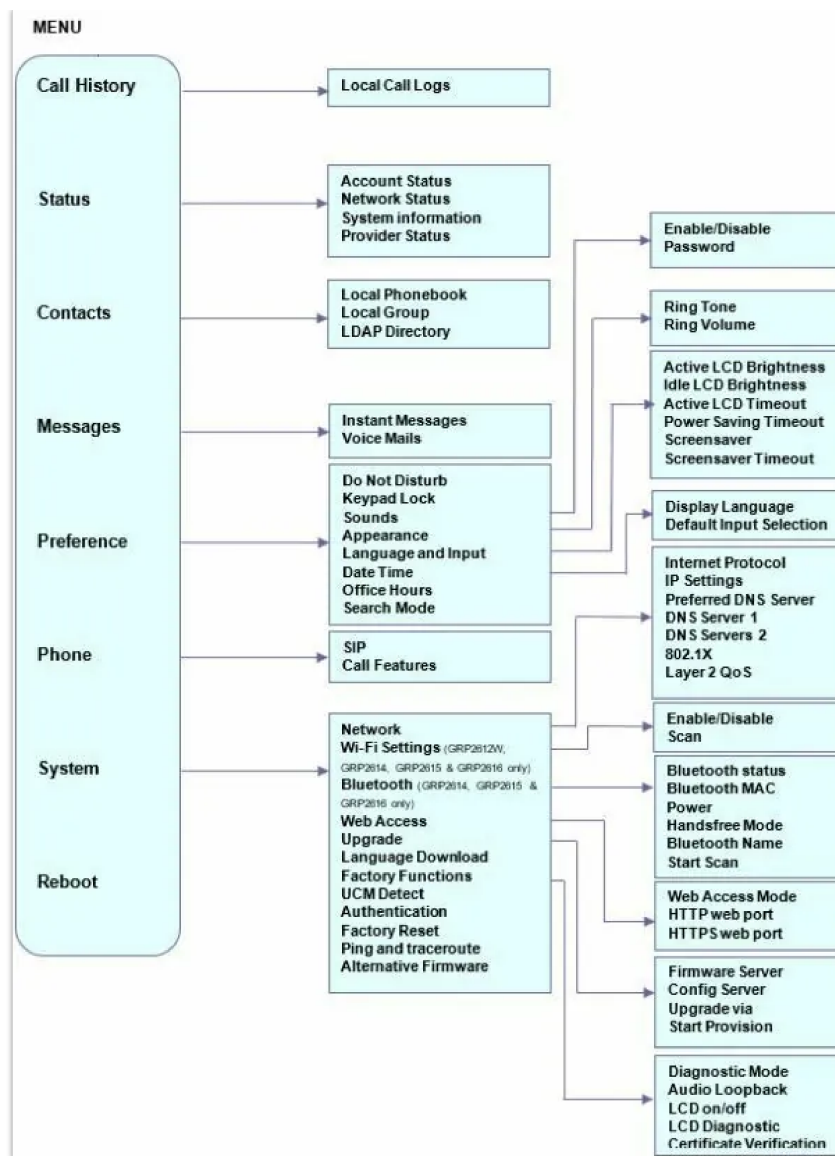 MENU
Call History
Local Call Logs
Status
Account Status
Network Status
System information
Provider Status
Enable/Disable
Password
Contacts
Local Phonebook
Local Group
LDAP Directory
Ring Tone
Ring Volume
Active LCD Brightness
Idle LCD Brightness
Active LCD Timeout
Power Saving Timeout
Screensaver
Screensaver Timeout
Messages
Instant Messages
Voice Mails
Preference
Do Not Disturb
Keypad Lock
Sounds
Appearance
Language and Input
Date Time
Office Hours
Search Mode
Display Language
Default Input Selection
Internet Protocol
IP Settings
Preferred DNS Server
DNS Server 1
DNS Servers 2
802.1X
Layer 2 QoS
Phone
SIP
Call Features
System
Network
Wi-Fi Settings (GRP2612W,
GRP2614, GRP2615 & GRP2616 only)
Bluetooth (GRP2614, GRP2615 &
GRP2616 only)
Web Access
Upgrade
Language Download
Factory Functions
UCM Detect
Authentication
Factory Reset
Ping and traceroute
Alternative Firmware
Enable/Disable
Scan
Bluetooth status
Bluetooth MAC
Power
Handsfree Mode
Bluetooth Name
Start Scan
Reboot
Web Access Mode
HTTP web port
HTTPS web port
Firmware Server
Config Server
Upgrade via
Start Provision
Diagnostic Mode
Audio Loopback
LCD on/off
LCD Diagnostic
Certificate Verification